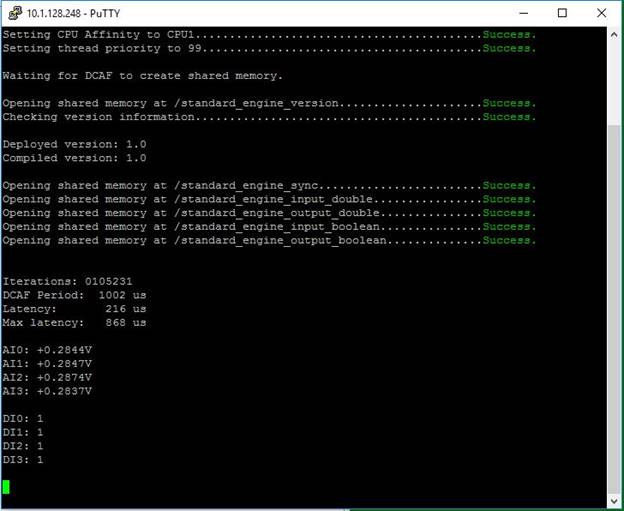 10.1.128.248 - PuTTY
Setting CPU Affinity to CPU1..........................................Success.
Setting thread priority to 99.........................................Success.
Waiting for DCAF to create shared memory.
Opening shared memory at /standard_engine_version.....................Success.
Checking version information..........................................Success.
Deployed version: 1.0
Compiled version: 1.0
Opening shared memory at /standard_engine_sync........................Success.
Opening shared memory at /standard_engine_input_double................Success.
Opening shared memory at /standard_engine_output_double...............Success.
Opening shared memory at /standard_engine_input_boolean...............Success.
Opening shared memory at /standard_engine_output_boolean..............Success.
Iterations: 0105231
DCAF Period:  1002 us
Latency:       216 us
Max latency:   868 us
AI0: +0.2844V
AI1: +0.2847V
AI2: +0.2874V
AI3: +0.2837V
DI0: 1
DI1: 1
DI2: 1
DI3: 1